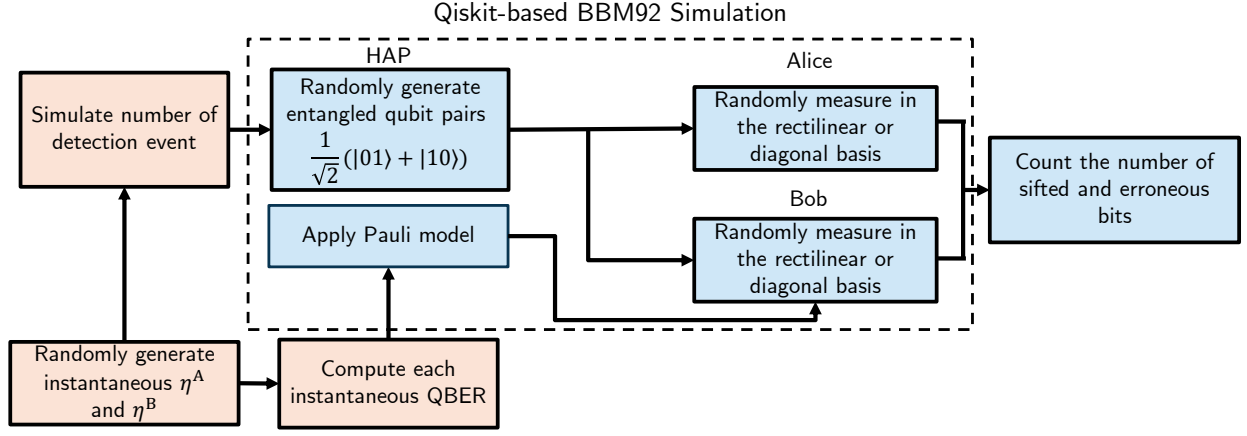 Qiskit-based BBM92 Simulation
HAP
Alice
Simulate number of
detection event
Randomly generate
entangled qubit pairs
1/√2 (|01⟩ + |10⟩)
Randomly measure in
the rectilinear or
diagonal basis
Count the number of
sifted and erroneous
bits
Bob
Apply Pauli model
Randomly measure in
the rectilinear or
diagonal basis
Randomly generate
instantaneous η^A
and η^B
Compute each
instantaneous QBER